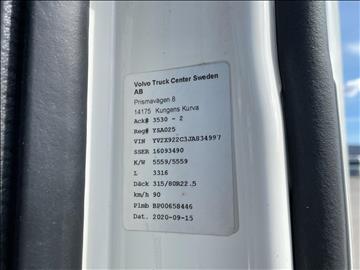 Volvo Truck Center Sweden
AB
Prismavägen 8
14175 Kungens Kurva
Ack# 3530 - 2
Reg# YSA025
VIN YV2X922C3JA834997
SSER 16093490
K/W 5559/5559
L 3316
Däck 315/80R22.5
km/h 90
Plmb BP00658446
Dat. 2020-09-15